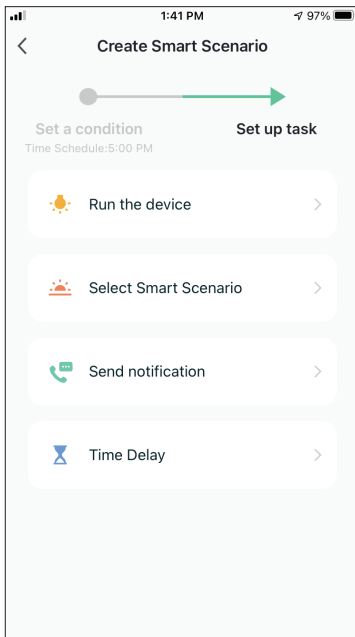 1:41 PM
97%
Create Smart Scenario
Set a condition
Set up task
Time Schedule:5:00 PM
Run the device
Select Smart Scenario
Send notification
Time Delay